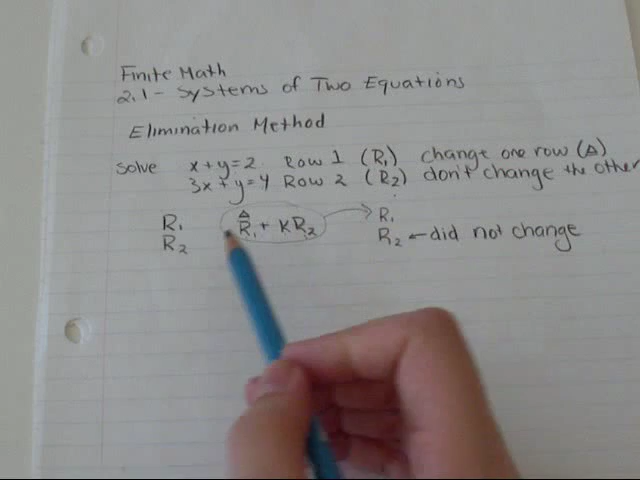 Finite Math
2.1 - Systems of Two Equations
Elimination Method
Solve x+y=2 Row 1 (R₁) change one row (Δ)
3x+y=4 Row 2 (R₂) don't change the other
R₁ Δ R₁ + KR₂ → R₁
R₂ R₂ ← did not change